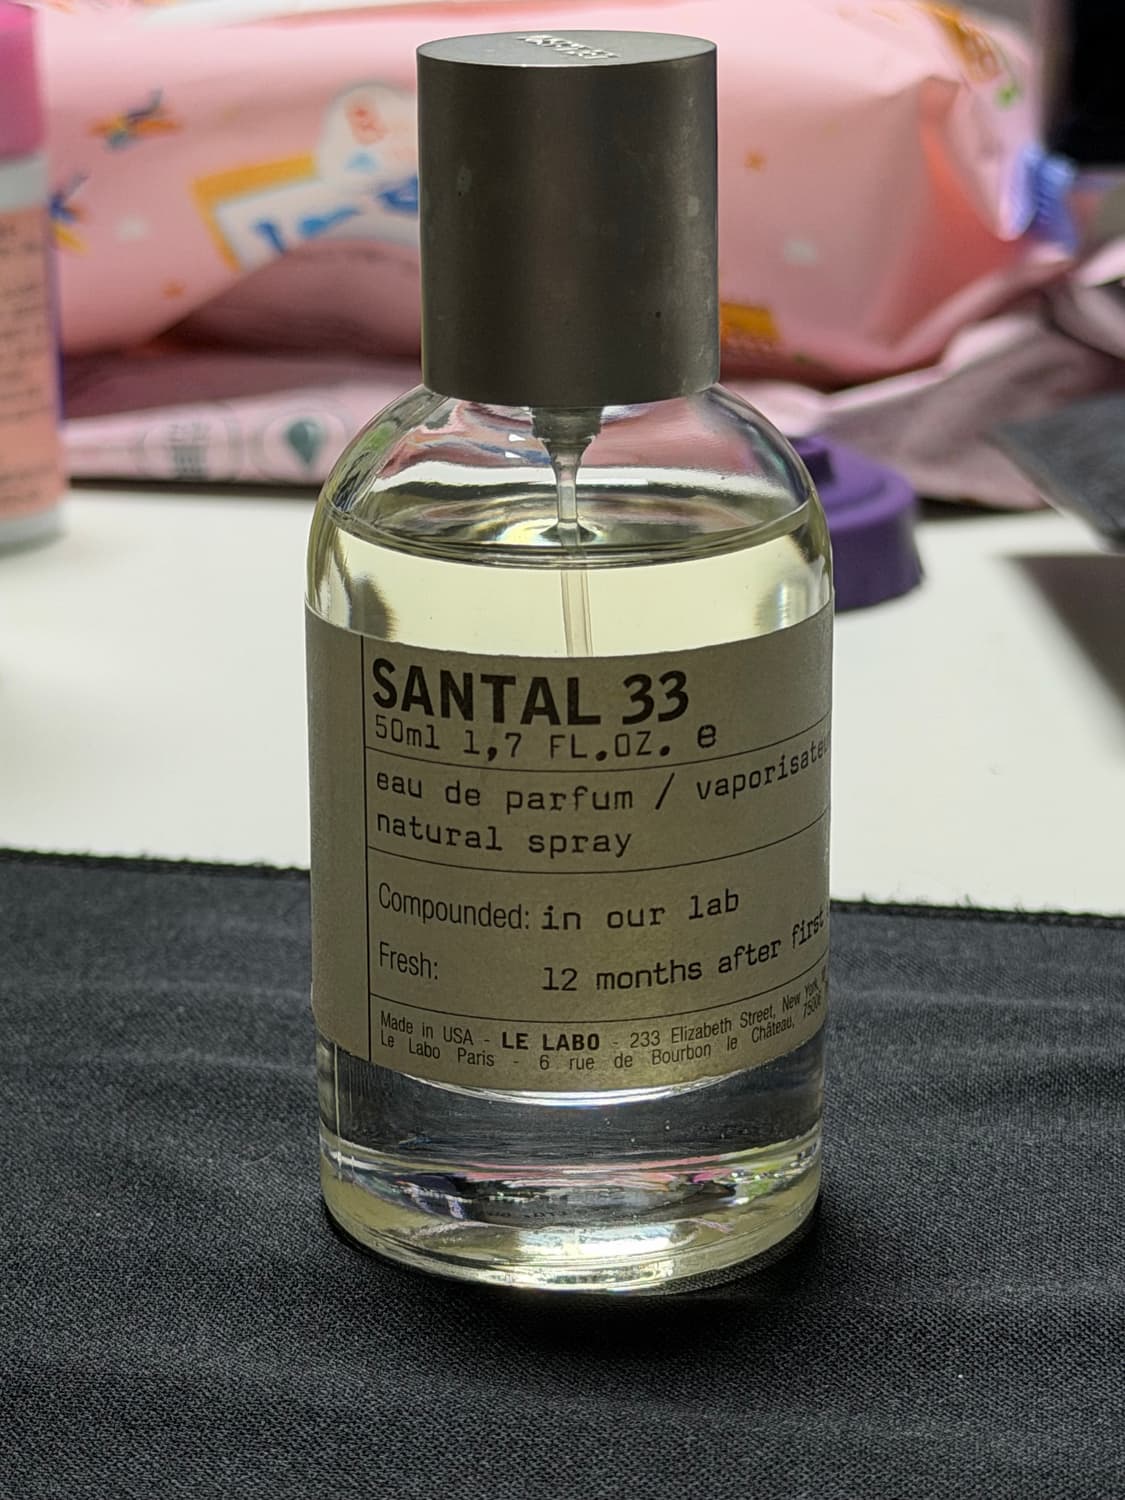 SANTAL 33
50ml 1,7 FL.OZ. e
eau de parfum / vaporisateur
natural spray
Compounded: in our lab
Fresh: 12 months after first
Made in USA - LE LABO - 233 Elizabeth Street, New York,
Le Labo Paris - 6 rue de Bourbon le Château, 75006